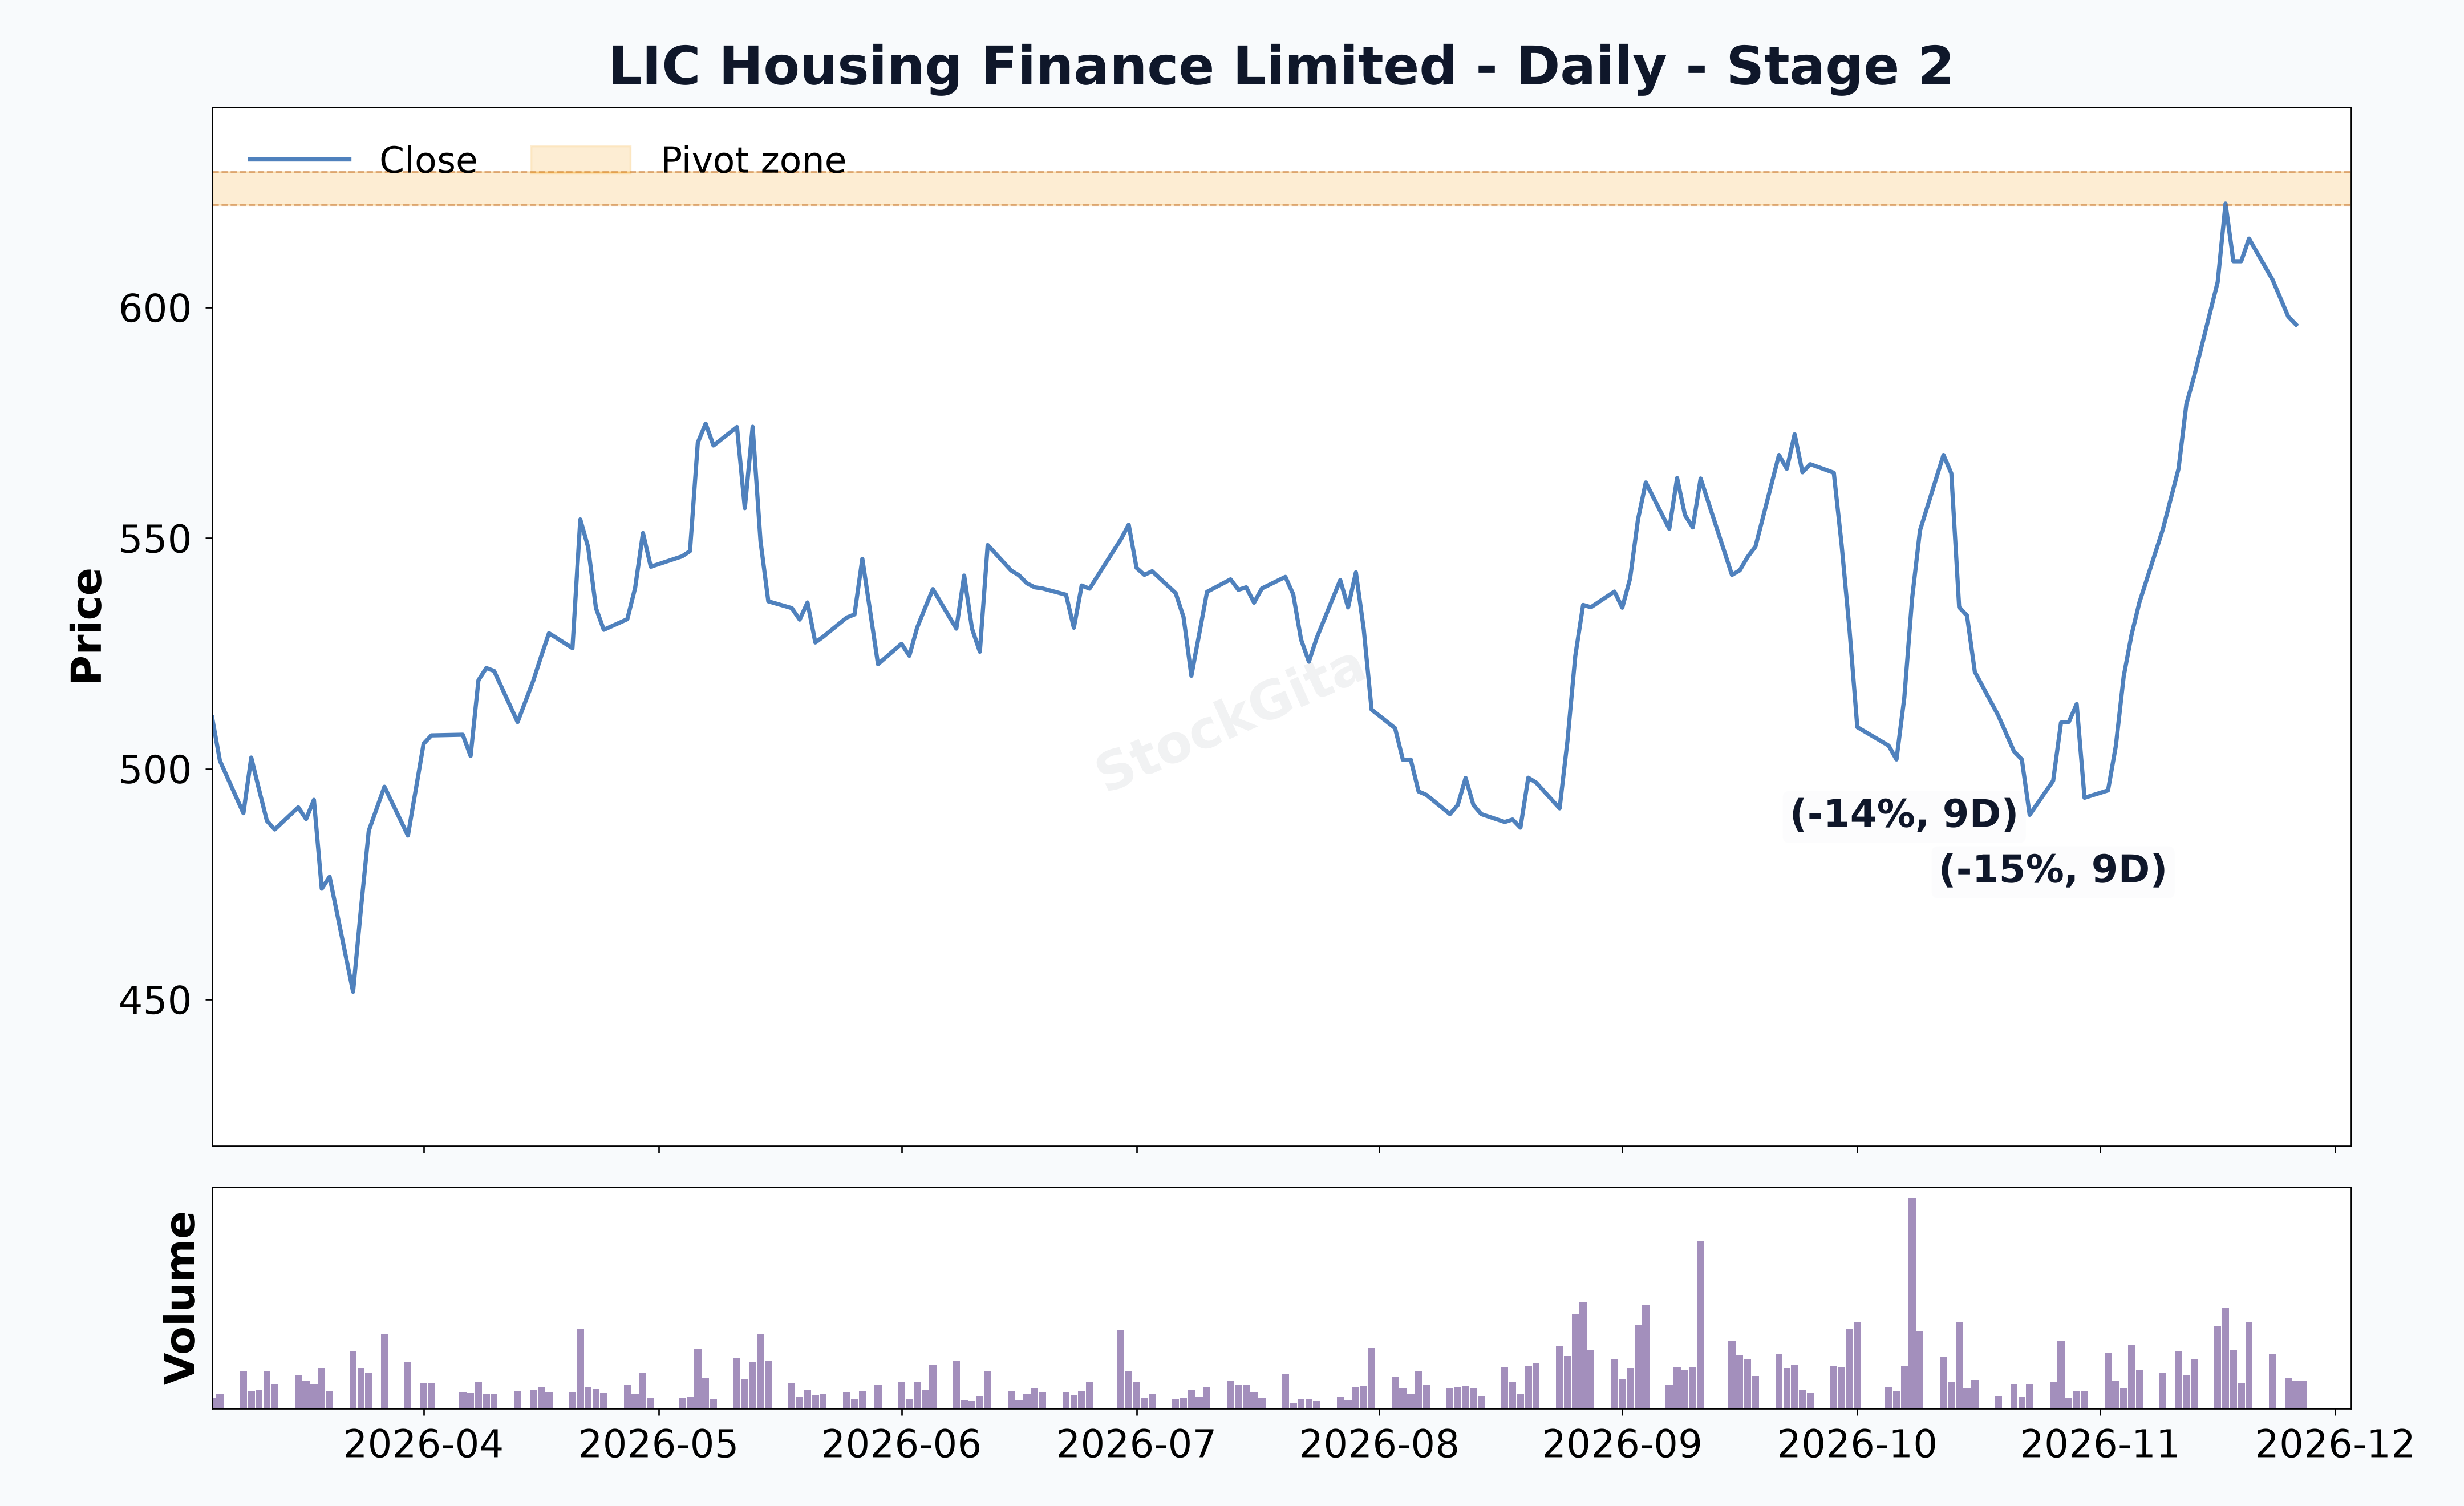 LIC Housing Finance Limited - Daily - Stage 2
Close
Pivot zone
Price
600
550
500
450
StockGita
(-14%, 9D)
(-15%, 9D)
Volume
2026-04
2026-05
2026-06
2026-07
2026-08
2026-09
2026-10
2026-11
2026-12